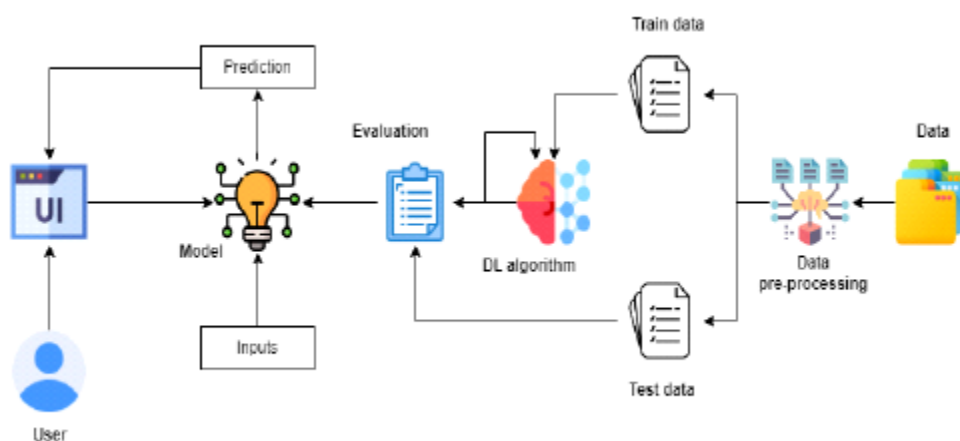 Train data
Prediction
Evaluation
Data
UI
Model
DL algorithm
Data
pre-processing
Inputs
Test data
User